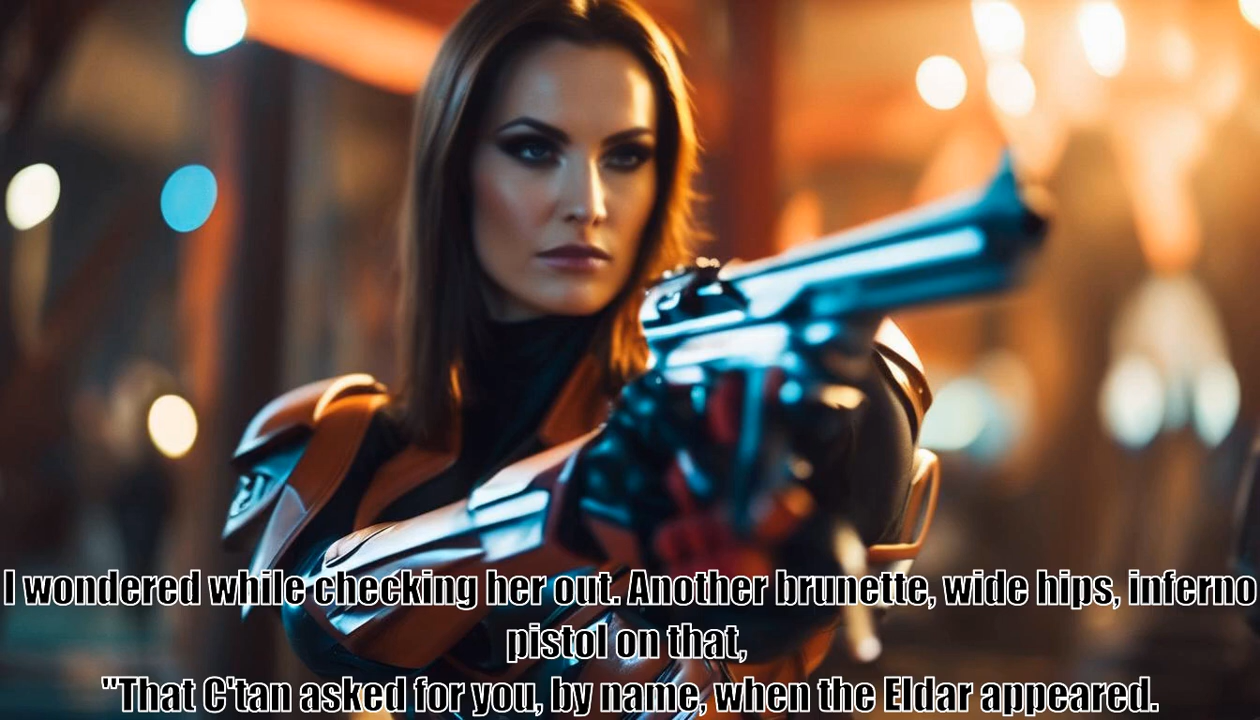 I wondered while checking her out. Another brunette, wide hips, inferno
pistol on that,
"That C'tan asked for you, by name, when the Eldar appeared.